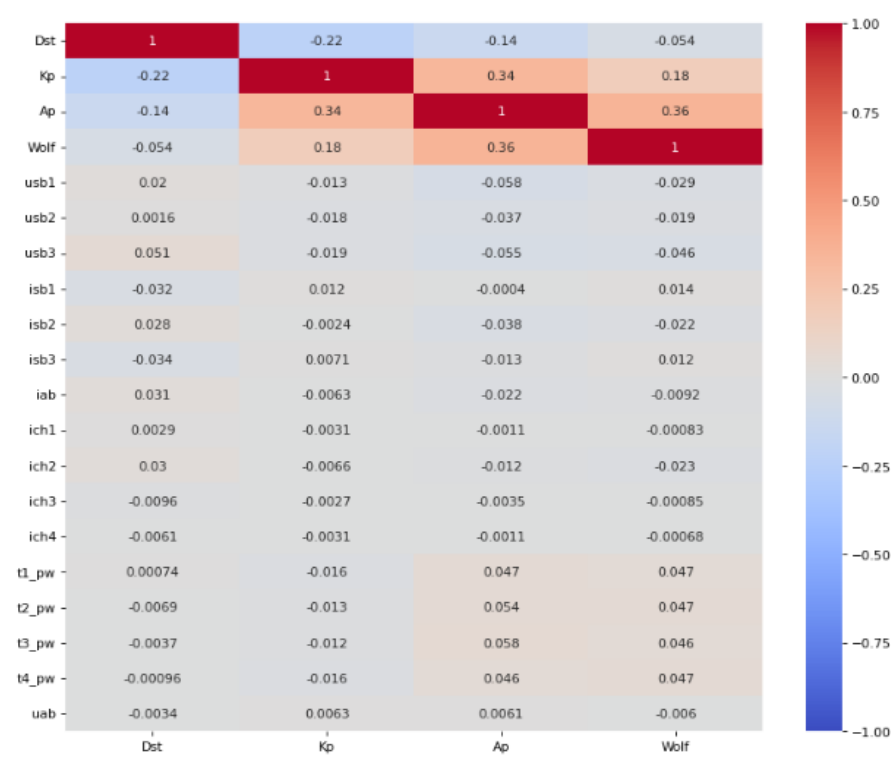 Dst 1 -0.22 -0.14 -0.054
Kp -0.22 1 0.34 0.18
Ap -0.14 0.34 1 0.36
Wolf -0.054 0.18 0.36 1
usb1 0.02 -0.013 -0.058 -0.029
usb2 0.0016 -0.018 -0.037 -0.019
usb3 0.051 -0.019 -0.055 -0.046
isb1 -0.032 0.012 -0.0004 0.014
isb2 0.028 -0.0024 -0.038 -0.022
isb3 -0.034 0.0071 -0.013 0.012
iab 0.031 -0.0063 -0.022 -0.0092
ich1 0.0029 -0.0031 -0.0011 -0.00083
ich2 0.03 -0.0066 -0.012 -0.023
ich3 -0.0096 -0.0027 -0.0035 -0.00085
ich4 -0.0061 -0.0031 -0.0011 -0.00068
t1_pw 0.00074 -0.016 0.047 0.047
t2_pw -0.0069 -0.013 0.054 0.047
t3_pw -0.0037 -0.012 0.058 0.046
t4_pw -0.00096 -0.016 0.046 0.047
uab -0.0034 0.0063 0.0061 -0.006
Dst Kp Ap Wolf
1.00
0.75
0.50
0.25
0.00
-0.25
-0.50
-0.75
-1.00